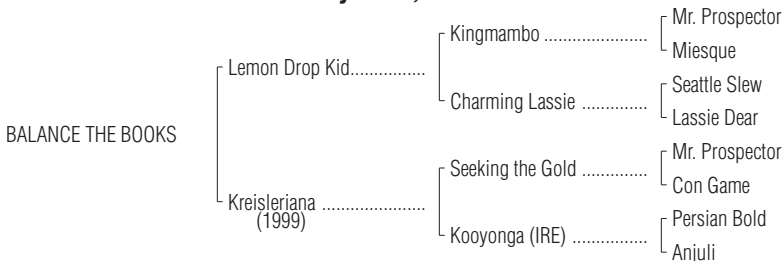 Mr. Prospector
Kingmambo ......................
Miesque
Lemon Drop Kid................
Seattle Slew
Charming Lassie ..............
Lassie Dear
BALANCE THE BOOKS
Mr. Prospector
Seeking the Gold ..............
Con Game
Kreisleriana ......................
(1999)
Persian Bold
Kooyonga (IRE) ................
Anjuli